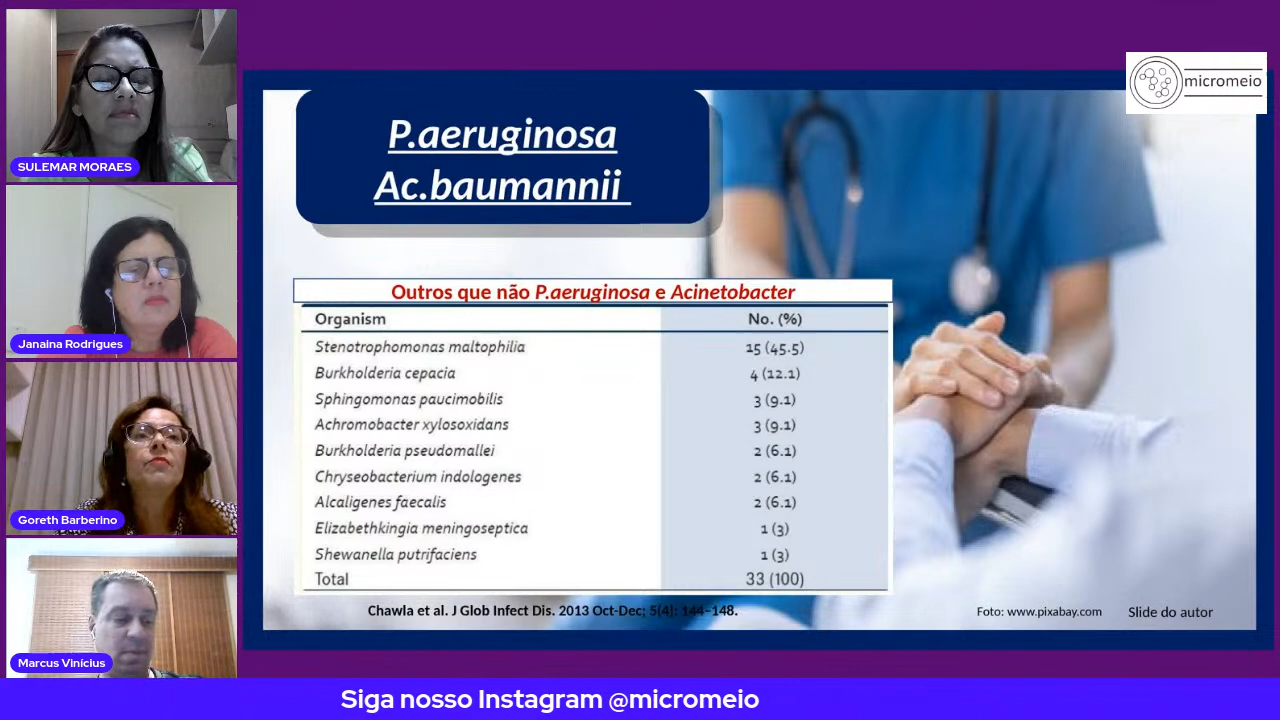 SULEMAR MORAES
Janaina Rodrigues
Goreth Barberino
Marcus Vinícius
micromeio
P.aeruginosa
Ac.baumannii
Outros que não P.aeruginosa e Acinetobacter
Organism No. (%)
Stenotrophomonas maltophilia 15 (45.5)
Burkholderia cepacia 4 (12.1)
Sphingomonas paucimobilis 3 (9.1)
Achromobacter xylosoxidans 3 (9.1)
Burkholderia pseudomallei 2 (6.1)
Chryseobacterium indologenes 2 (6.1)
Alcaligenes faecalis 2 (6.1)
Elizabethkingia meningoseptica 1 (3)
Shewanella putrifaciens 1 (3)
Total 33 (100)
Chawla et al. J Glob Infect Dis. 2013 Oct-Dec; 5(4): 144–148.
Foto: www.pixabay.com Slide do autor
Siga nosso Instagram @micromeio